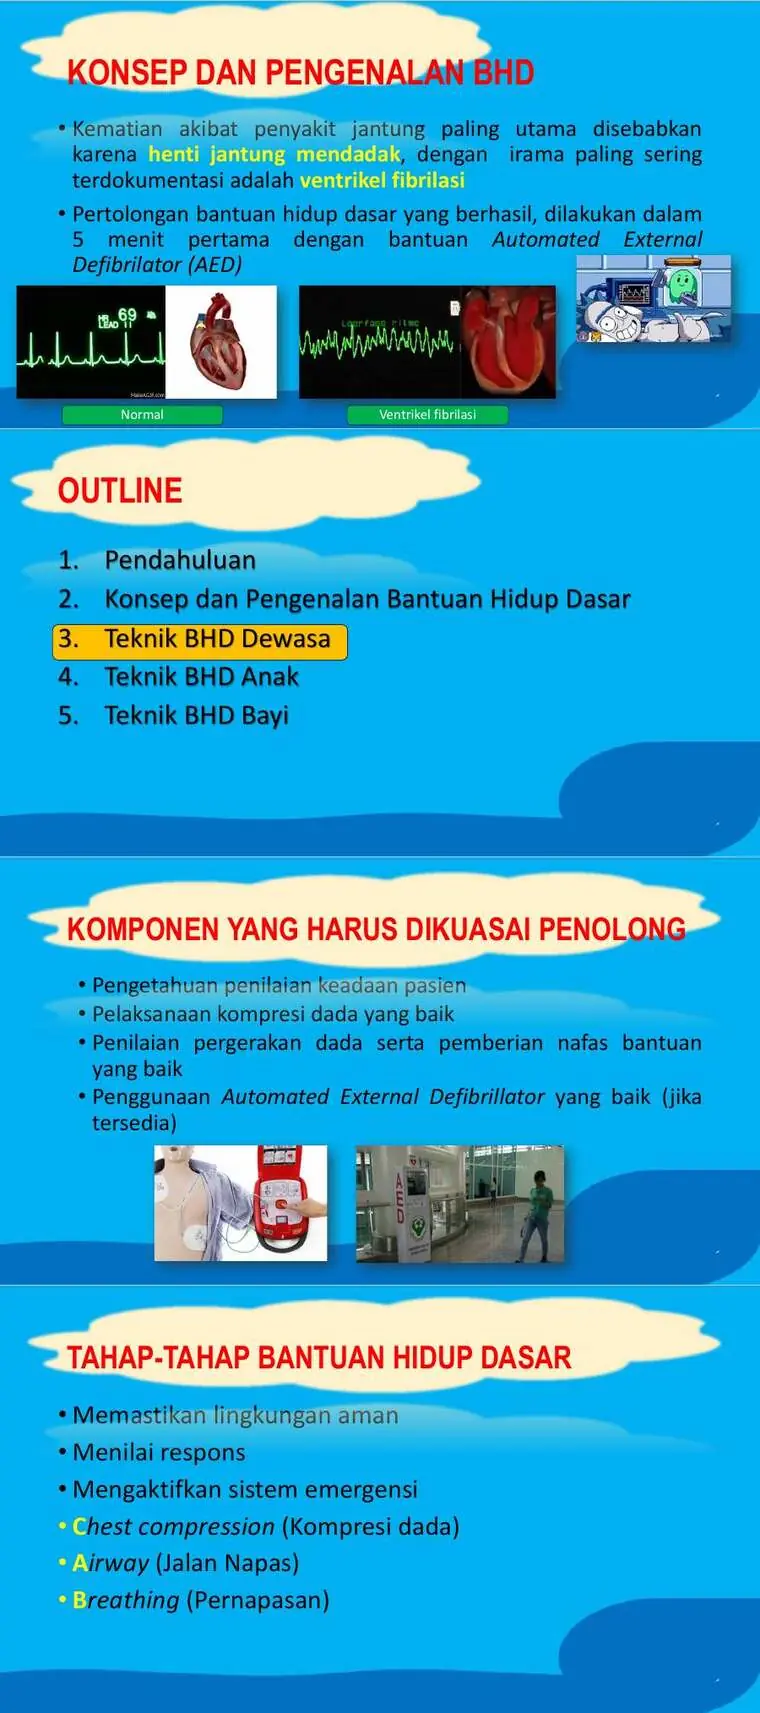 KONSEP DAN PENGENALAN BHD
• Kematian akibat penyakit jantung paling utama disebabkan
karena henti jantung mendadak, dengan irama paling sering
terdokumentasi adalah ventrikel fibrilasi
• Pertolongan bantuan hidup dasar yang berhasil, dilakukan dalam
5 menit pertama dengan bantuan Automated External
Defibrilator (AED)
HR 69
LEAD II
Normal
Ventrikel fibrilasi
OUTLINE
1. Pendahuluan
2. Konsep dan Pengenalan Bantuan Hidup Dasar
3. Teknik BHD Dewasa
4. Teknik BHD Anak
5. Teknik BHD Bayi
KOMPONEN YANG HARUS DIKUASAI PENOLONG
• Pengetahuan penilaian keadaan pasien
• Pelaksanaan kompresi dada yang baik
• Penilaian pergerakan dada serta pemberian nafas bantuan
yang baik
• Penggunaan Automated External Defibrillator yang baik (jika
tersedia)
AED
TAHAP-TAHAP BANTUAN HIDUP DASAR
• Memastikan lingkungan aman
• Menilai respons
• Mengaktifkan sistem emergensi
• Chest compression (Kompresi dada)
• Airway (Jalan Napas)
• Breathing (Pernapasan)